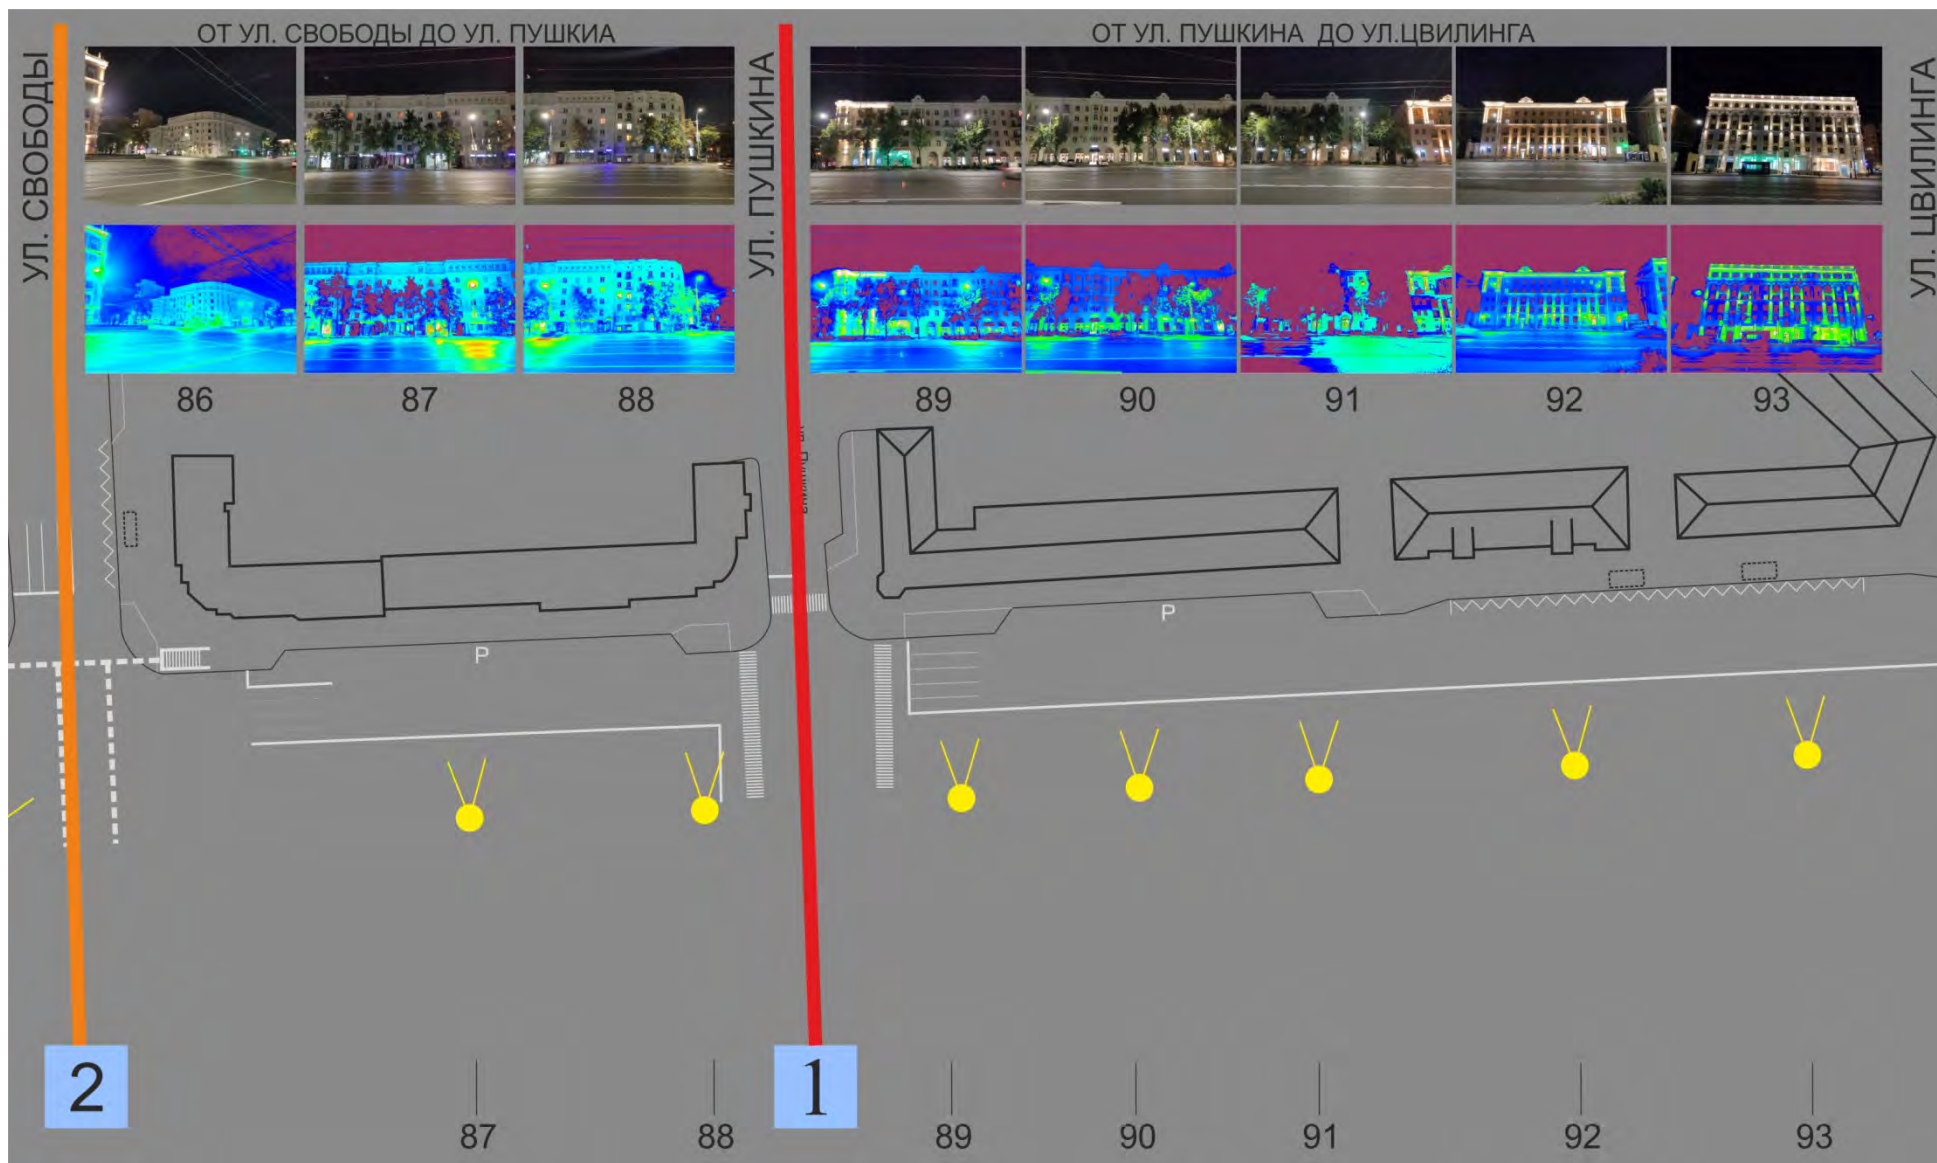 ОТ УЛ. СВОБОДЫ ДО УЛ. ПУШКИА
ОТ УЛ. ПУШКИНА ДО УЛ.ЦВИЛИНГА
УЛ. СВОБОДЫ
УЛ. ПУШКИНА
УЛ. ЦВИЛИНГА
86 87 88 89 90 91 92 93
P
P
2
1
87 88 89 90 91 92 93